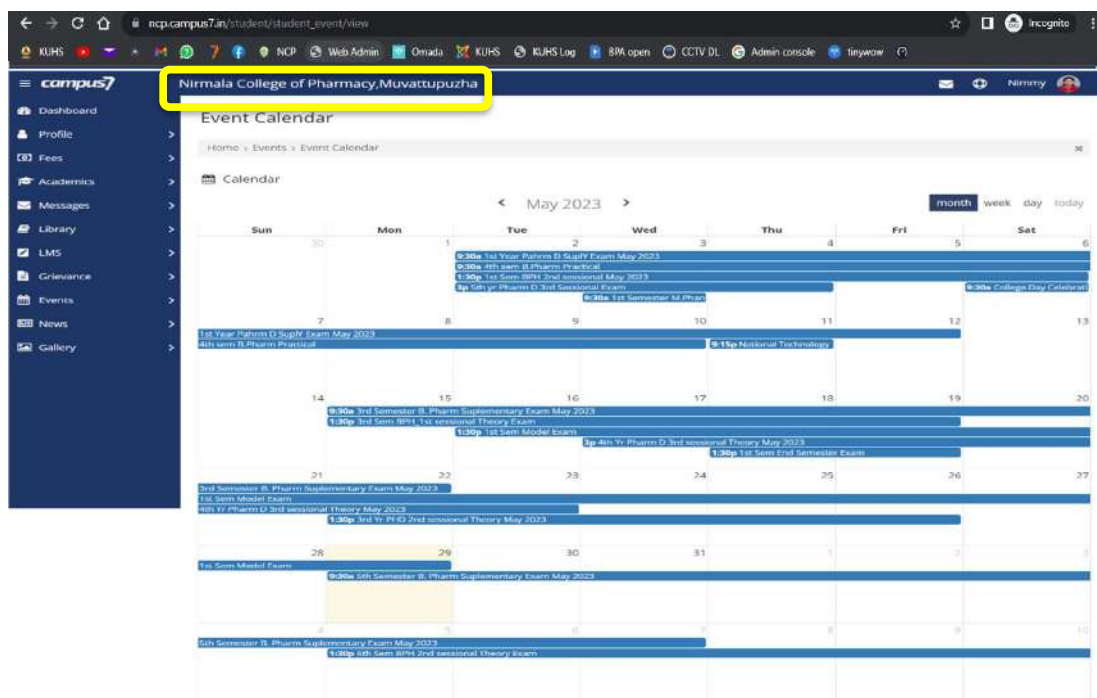 ncp.campus7.in/student/student_event/view
Incognito
KUHS
NCP
Web Admin
Omada
KUHS
KUHS Log
BPA open
CCTV DL
Admin console
tinywow
campus7
Nirmala College of Pharmacy,Muvattupuzha
Nimmy
Dashboard
Profile
Fees
Academics
Messages
Library
LMS
Grievance
Events
News
Gallery
Event Calendar
Home › Events › Event Calendar
Calendar
May 2023
month week day today
Sun Mon Tue Wed Thu Fri Sat
30 1 2 3 4 5 6
9:30a 1st Year Pahrm D SuplY Exam May 2023
9:30a 4th sem B.Pharm Practical
1:30p 1st Sem BPH 2nd sessional May 2023
3p 5th yr Pharm D 3rd Sessional Exam
9:30a College Day Celebrati
9:30a 1st Semester M.Phan
7 8 9 10 11 12 13
1st Year Pahrm D SuplY Exam May 2023
4th sem B.Pharm Practical
9:15p National Technology
14 15 16 17 18 19 20
9:30a 3rd Semester B. Pharm Suplementary Exam May 2023
1:30p 3rd Sem BPH_1st sessional Theory Exam
1:30p 1st Sem Model Exam
3p 4th Yr Pharm D 3rd sessional Theory May 2023
1:30p 1st Sem End Semester Exam
21 22 23 24 25 26 27
3rd Semester B. Pharm Suplementary Exam May 2023
1st Sem Model Exam
4th Yr Pharm D 3rd sessional Theory May 2023
1:30p 3rd Yr PHD 2nd sessional Theory May 2023
28 29 30 31 1 2 3
1st Sem Model Exam
9:30a 5th Semester B. Pharm Suplementary Exam May 2023
4 5 6 7 8 9 10
5th Semester B. Pharm Suplementary Exam May 2023
1:30p 6th Sem BPH 2nd sessional Theory Exam